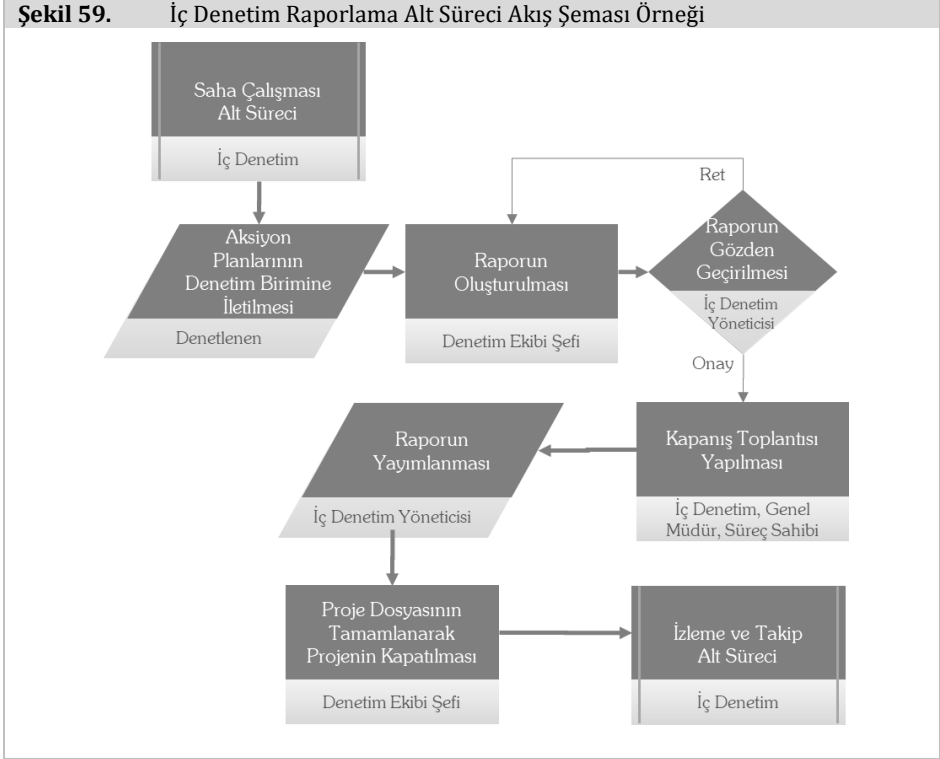 Şekil 59. İç Denetim Raporlama Alt Süreci Akış Şeması Örneği
Saha Çalışması
Alt Süreci
İç Denetim
Aksiyon
Planlarının
Denetim Birimine
İletilmesi
Denetlenen
Raporun
Oluşturulması
Denetim Ekibi Şefi
Ret
Raporun
Gözden
Geçirilmesi
İç Denetim
Yöneticisi
Onay
Kapanış Toplantısı
Yapılması
İç Denetim, Genel
Müdür, Süreç Sahibi
Raporun
Yayımlanması
İç Denetim Yöneticisi
Proje Dosyasının
Tamamlanarak
Projenin Kapatılması
Denetim Ekibi Şefi
İzleme ve Takip
Alt Süreci
İç Denetim